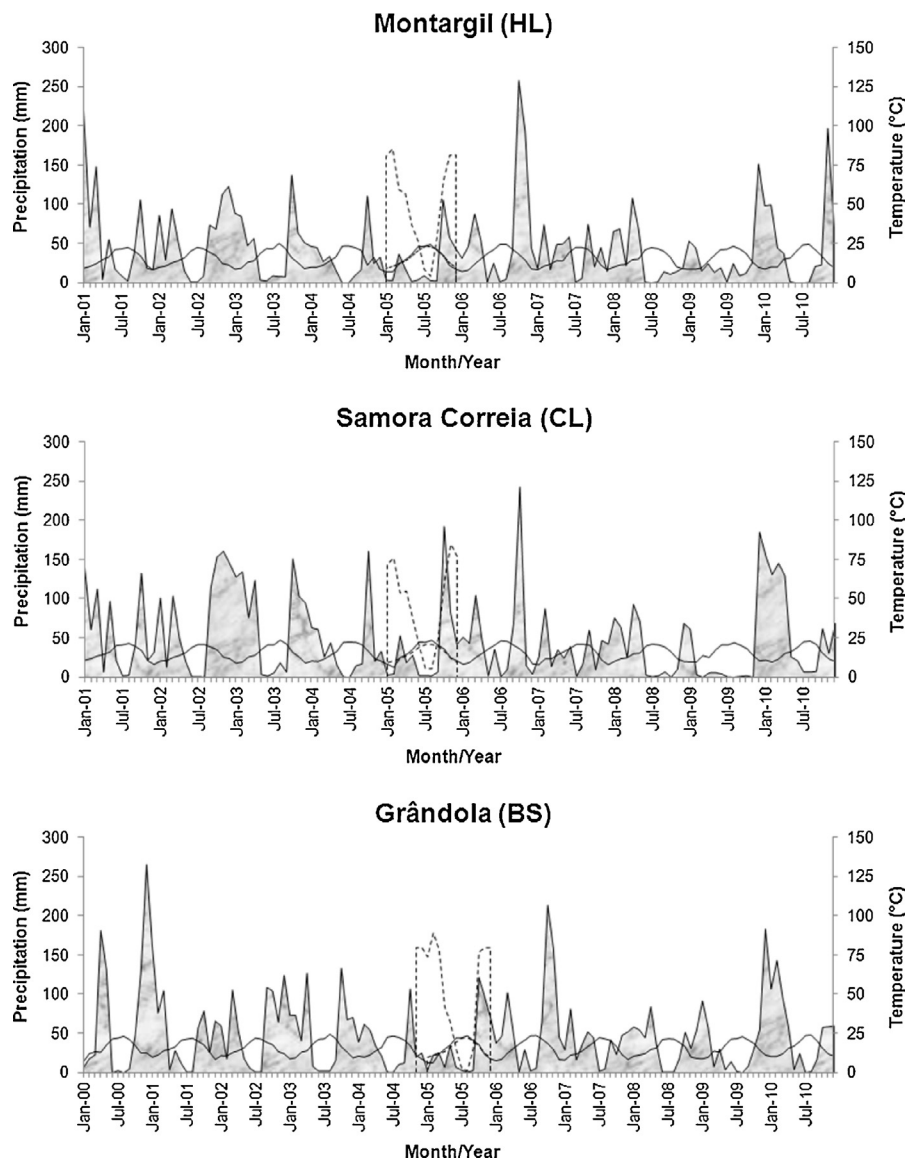 Montargil (HL)
Precipitation (mm)
300
250
200
150
100
50
0
150
125
100
75
50
25
0
Temperature (°C)
Jan-01
Jul-01
Jan-02
Jul-02
Jan-03
Jul-03
Jan-04
Jul-04
Jan-05
Jul-05
Jan-06
Jul-06
Jan-07
Jul-07
Jan-08
Jul-08
Jan-09
Jul-09
Jan-10
Jul-10
Month/Year
Samora Correia (CL)
Precipitation (mm)
300
250
200
150
100
50
0
150
125
100
75
50
25
0
Temperature (°C)
Jan-01
Jul-01
Jan-02
Jul-02
Jan-03
Jul-03
Jan-04
Jul-04
Jan-05
Jul-05
Jan-06
Jul-06
Jan-07
Jul-07
Jan-08
Jul-08
Jan-09
Jul-09
Jan-10
Jul-10
Month/Year
Grândola (BS)
Precipitation (mm)
300
250
200
150
100
50
0
150
125
100
75
50
25
0
Temperature (°C)
Jan-00
Jul-00
Jan-01
Jul-01
Jan-02
Jul-02
Jan-03
Jul-03
Jan-04
Jul-04
Jan-05
Jul-05
Jan-06
Jul-06
Jan-07
Jul-07
Jan-08
Jul-08
Jan-09
Jul-09
Jan-10
Jul-10
Month/Year